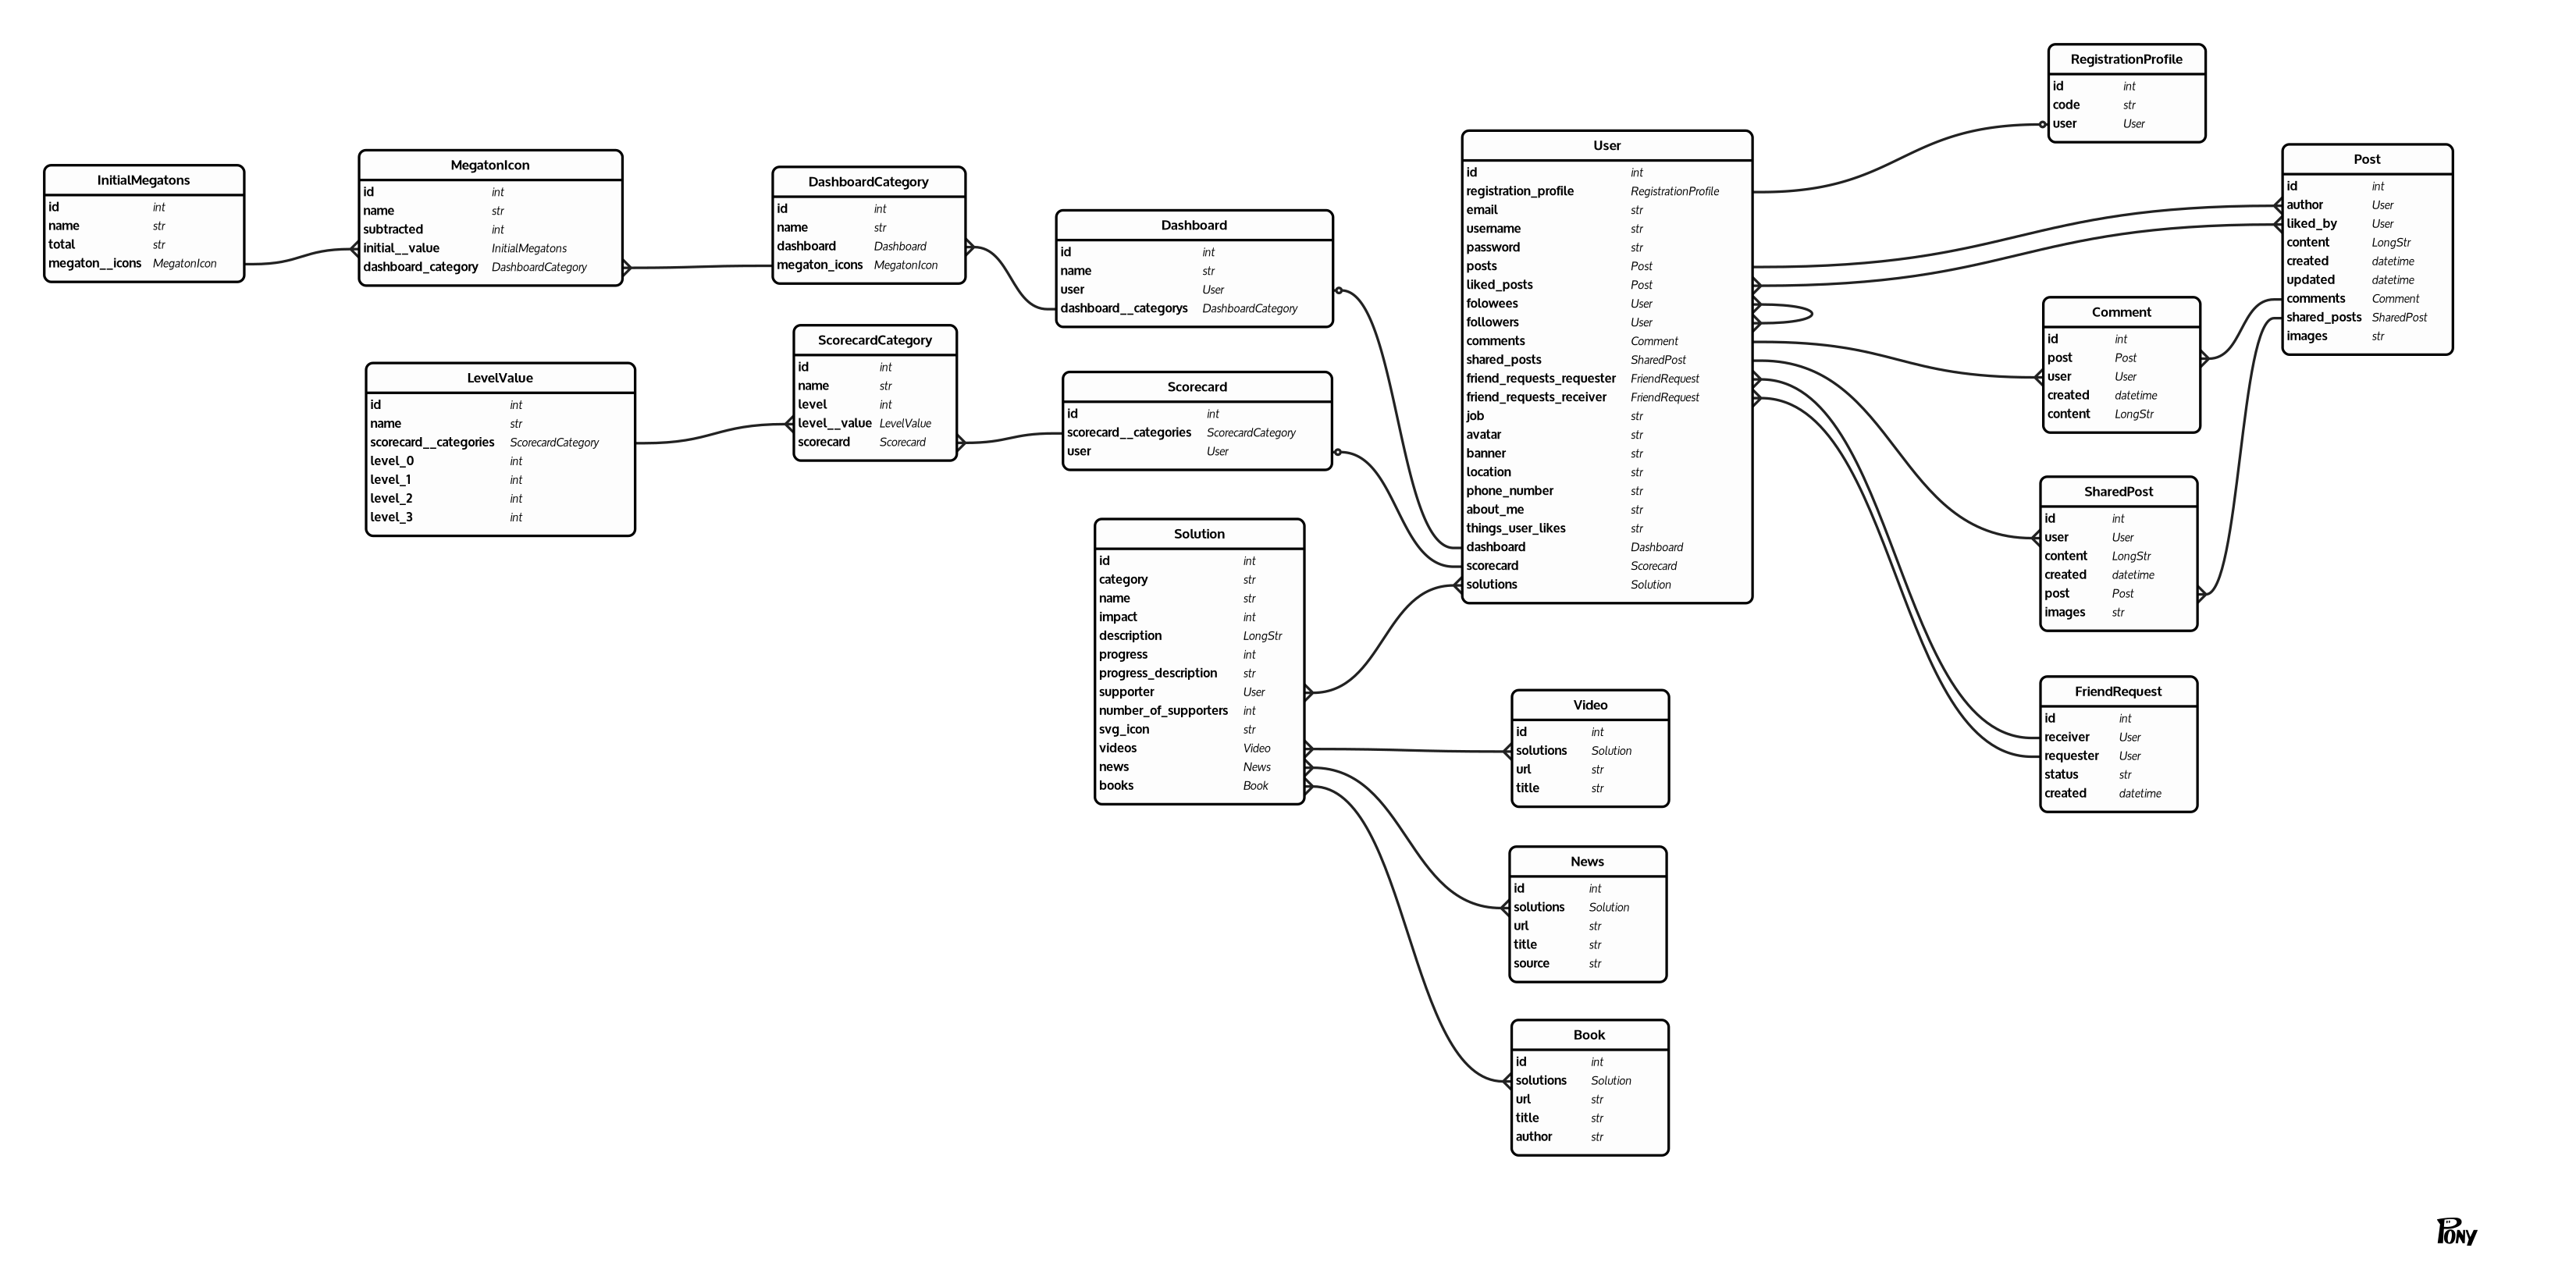 RegistrationProfile
id int
code str
user User
User
id int
registration_profile RegistrationProfile
email str
username str
password str
posts Post
liked_posts Post
folowees User
followers User
comments Comment
shared_posts SharedPost
friend_requests_requester FriendRequest
friend_requests_receiver FriendRequest
job str
avatar str
banner str
location str
phone_number str
about_me str
things_user_likes str
dashboard Dashboard
scorecard Scorecard
solutions Solution
Post
id int
author User
liked_by User
content LongStr
created datetime
updated datetime
comments Comment
shared_posts SharedPost
images str
InitialMegatons
id int
name str
total str
megaton__icons MegatonIcon
MegatonIcon
id int
name str
subtracted int
initial__value InitialMegatons
dashboard_category DashboardCategory
DashboardCategory
id int
name str
dashboard Dashboard
megaton_icons MegatonIcon
Dashboard
id int
name str
user User
dashboard__categorys DashboardCategory
Comment
id int
post Post
user User
created datetime
content LongStr
LevelValue
id int
name str
scorecard__categories ScorecardCategory
level_0 int
level_1 int
level_2 int
level_3 int
ScorecardCategory
id int
name str
level int
level__value LevelValue
scorecard Scorecard
Scorecard
id int
scorecard__categories ScorecardCategory
user User
SharedPost
id int
user User
content LongStr
created datetime
post Post
images str
Solution
id int
category str
name str
impact int
description LongStr
progress int
progress_description str
supporter User
number_of_supporters int
svg_icon str
videos Video
news News
books Book
Video
id int
solutions Solution
url str
title str
FriendRequest
id int
receiver User
requester User
status str
created datetime
News
id int
solutions Solution
url str
title str
source str
Book
id int
solutions Solution
url str
title str
author str
PONY